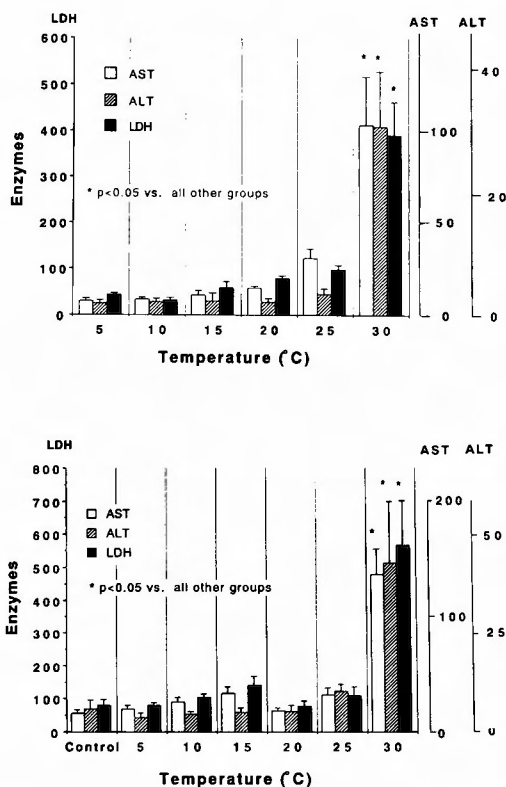 LDH
AST
ALT
600
500
400
300
200
100
0
Enzymes
AST
ALT
LDH
* p<0.05 vs. all other groups
* * *
100
50
0
40
20
0
5 10 15 20 25 30
Temperature (°C)
LDH
AST ALT
800
700
600
500
400
300
200
100
0
Enzymes
AST
ALT
LDH
* p<0.05 vs. all other groups
* * *
200
100
0
50
25
0
Control 5 10 15 20 25 30
Temperature (°C)